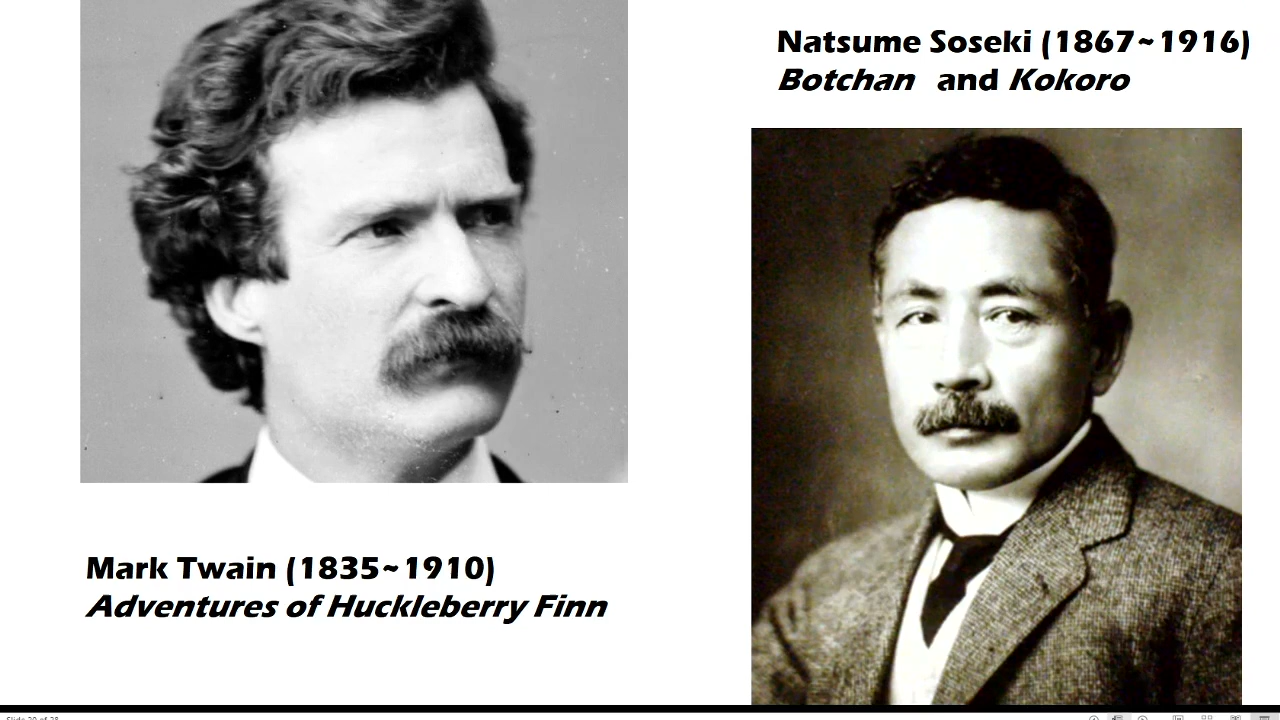 Natsume Soseki (1867~1916)
Botchan and Kokoro
Mark Twain (1835~1910)
Adventures of Huckleberry Finn